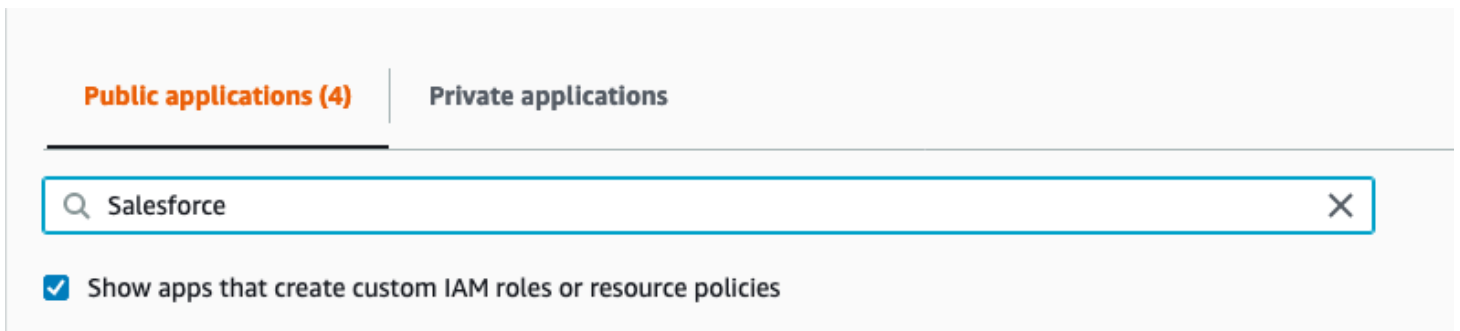 Public applications (4)
Private applications
Salesforce
Show apps that create custom IAM roles or resource policies